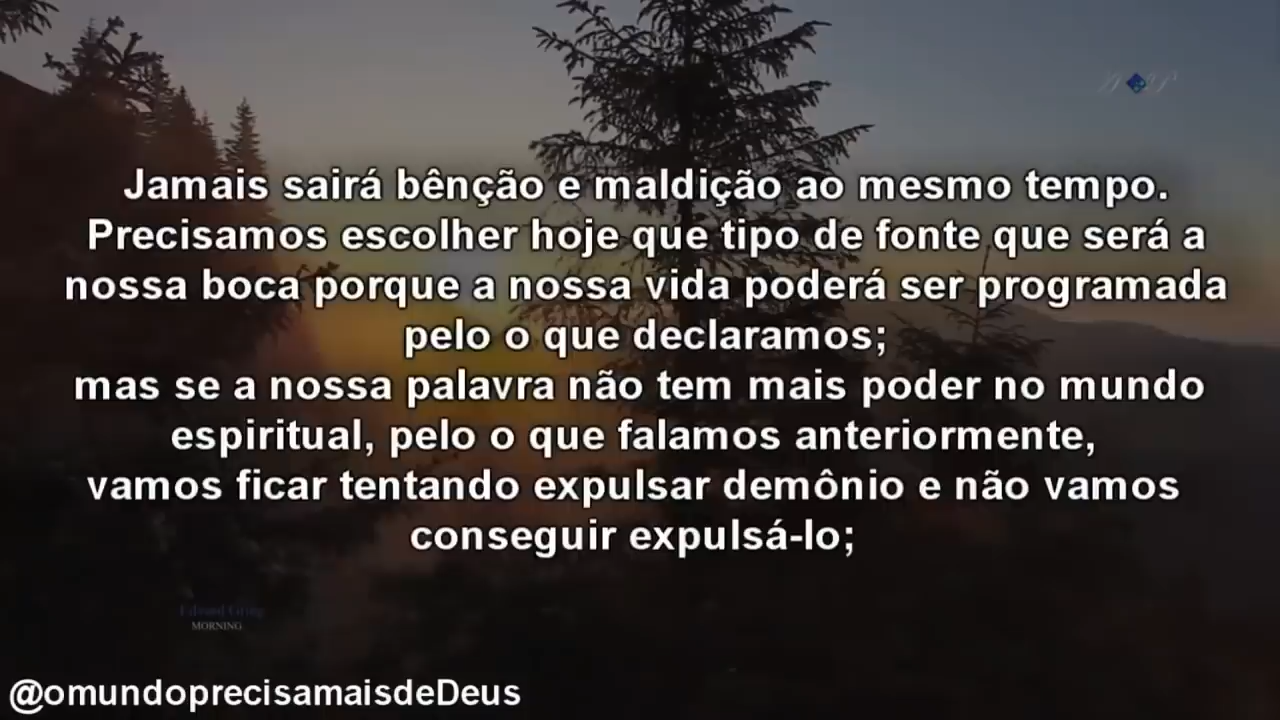 Jamais sairá bênção e maldição ao mesmo tempo.
Precisamos escolher hoje que tipo de fonte que será a
nossa boca porque a nossa vida poderá ser programada
pelo o que declaramos;
mas se a nossa palavra não tem mais poder no mundo
espiritual, pelo o que falamos anteriormente,
vamos ficar tentando expulsar demônio e não vamos
conseguir expulsá-lo;
MORNING
@omundoprecisamaisdeDeus